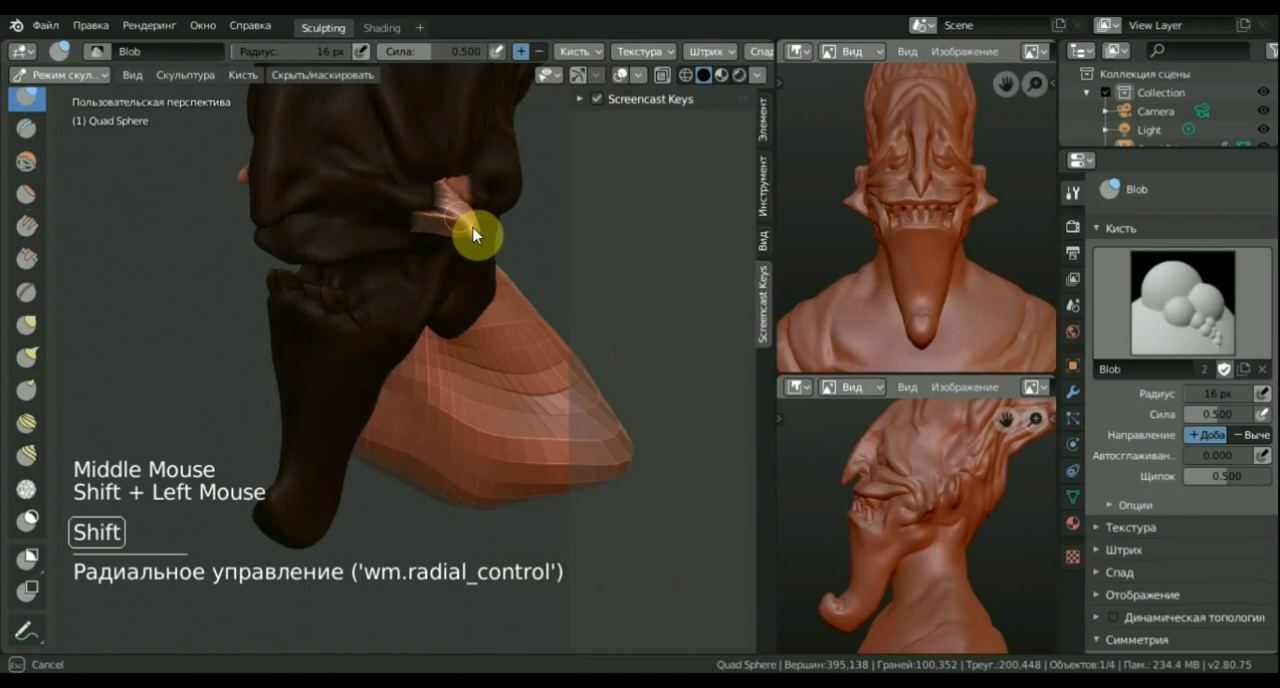 Файл Правка Рендеринг Окно Справка Sculpting Shading + Scene View Layer
Blob Радиус: 16 px Сила: 0.500 + − Кисть Текстура Штрих Спад
Вид Вид Изображение
Режим скул.. Вид Скульптура Кисть Скрыть/маскировать
Пользовательская перспектива
(1) Quad Sphere
Screencast Keys
Элемент
Инструмент
Вид
Screencast Keys
Коллекция сцены
Collection
Camera
Light
Blob
Кисть
Blob 2
Радиус 16 px
Сила 0.500
Направление + Доба − Выче
Автосглаживан.. 0.000
Щипок 0.500
Опции
Текстура
Штрих
Спад
Отображение
Динамическая топология
Симметрия
Вид Вид Изображение
Middle Mouse
Shift + Left Mouse
Shift
Радиальное управление ('wm.radial_control')
Esc Cancel
Quad Sphere | Вершин:395,138 | Граней:100,352 | Треуг.:200,448 | Объектов:1/4 | Пам.: 234.4 MB | v2.80.75